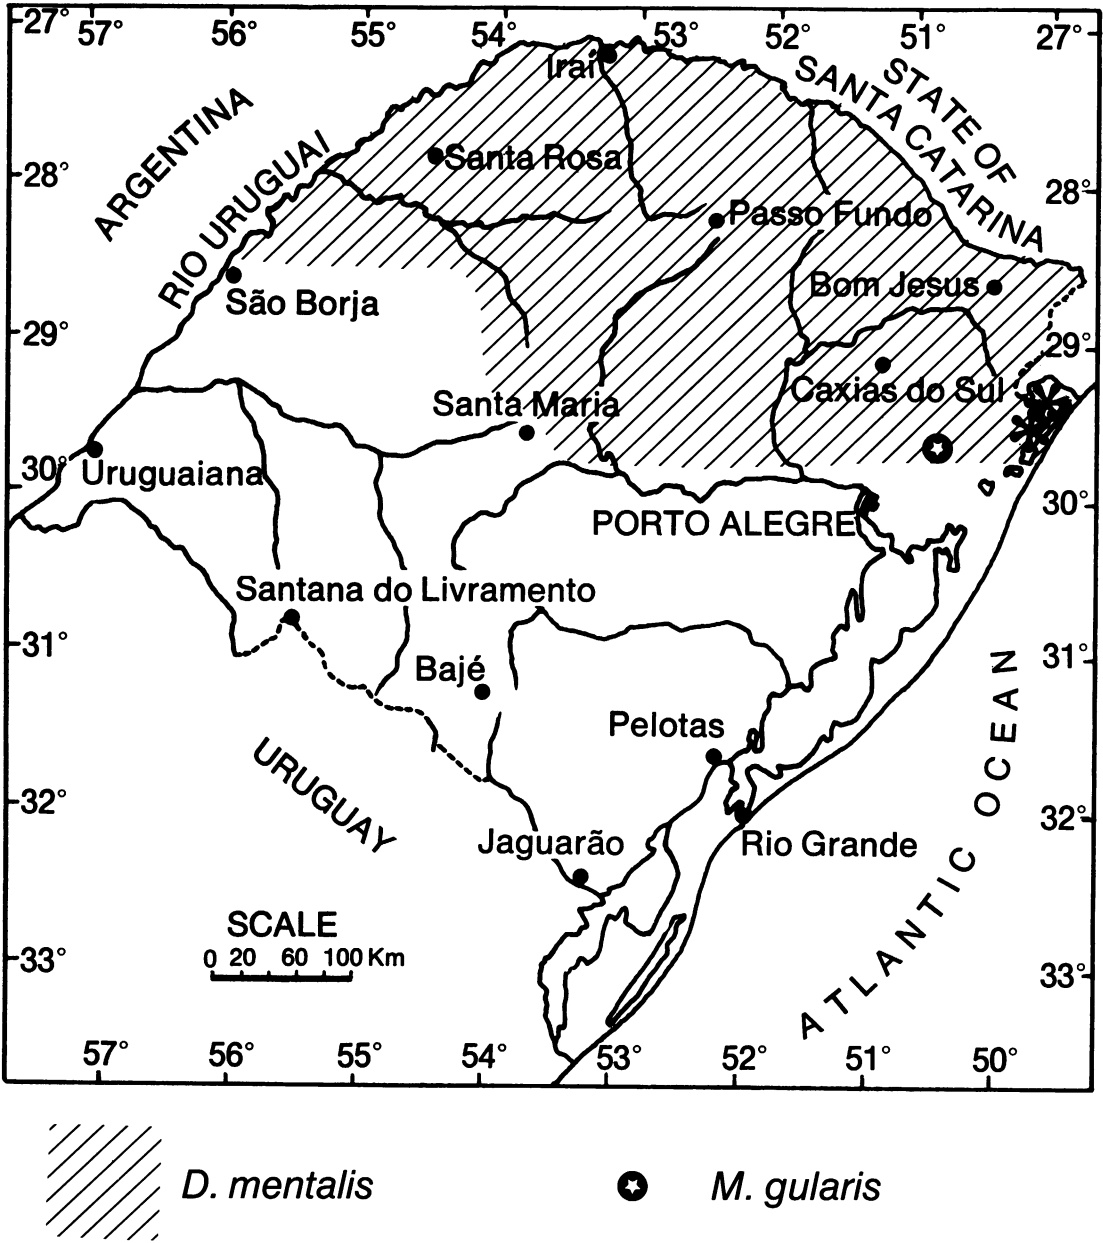 27°
57°
56°
55°
54°
53°
52°
51°
27°
Iraí
STATE OF
SANTA CATARINA
ARGENTINA
RIO URUGUAI
Santa Rosa
28°
28°
Passo Fundo
Bom Jesus
São Borja
29°
29°
Caxias do Sul
Santa Maria
30°
Uruguaiana
30°
PORTO ALEGRE
Santana do Livramento
31°
31°
Bajé
Pelotas
URUGUAY
ATLANTIC OCEAN
32°
32°
Jaguarão
Rio Grande
SCALE
0 20 60 100 Km
33°
33°
57°
56°
55°
54°
53°
52°
51°
50°
D. mentalis
M. gularis